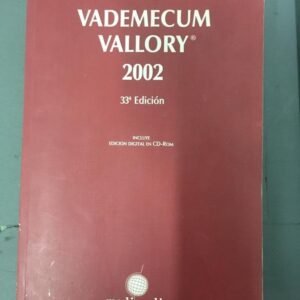 VADEMECUM
VALLORY®
2002
33ª Edición
INCLUYE
EDICIÓN DIGITAL EN CD-ROM